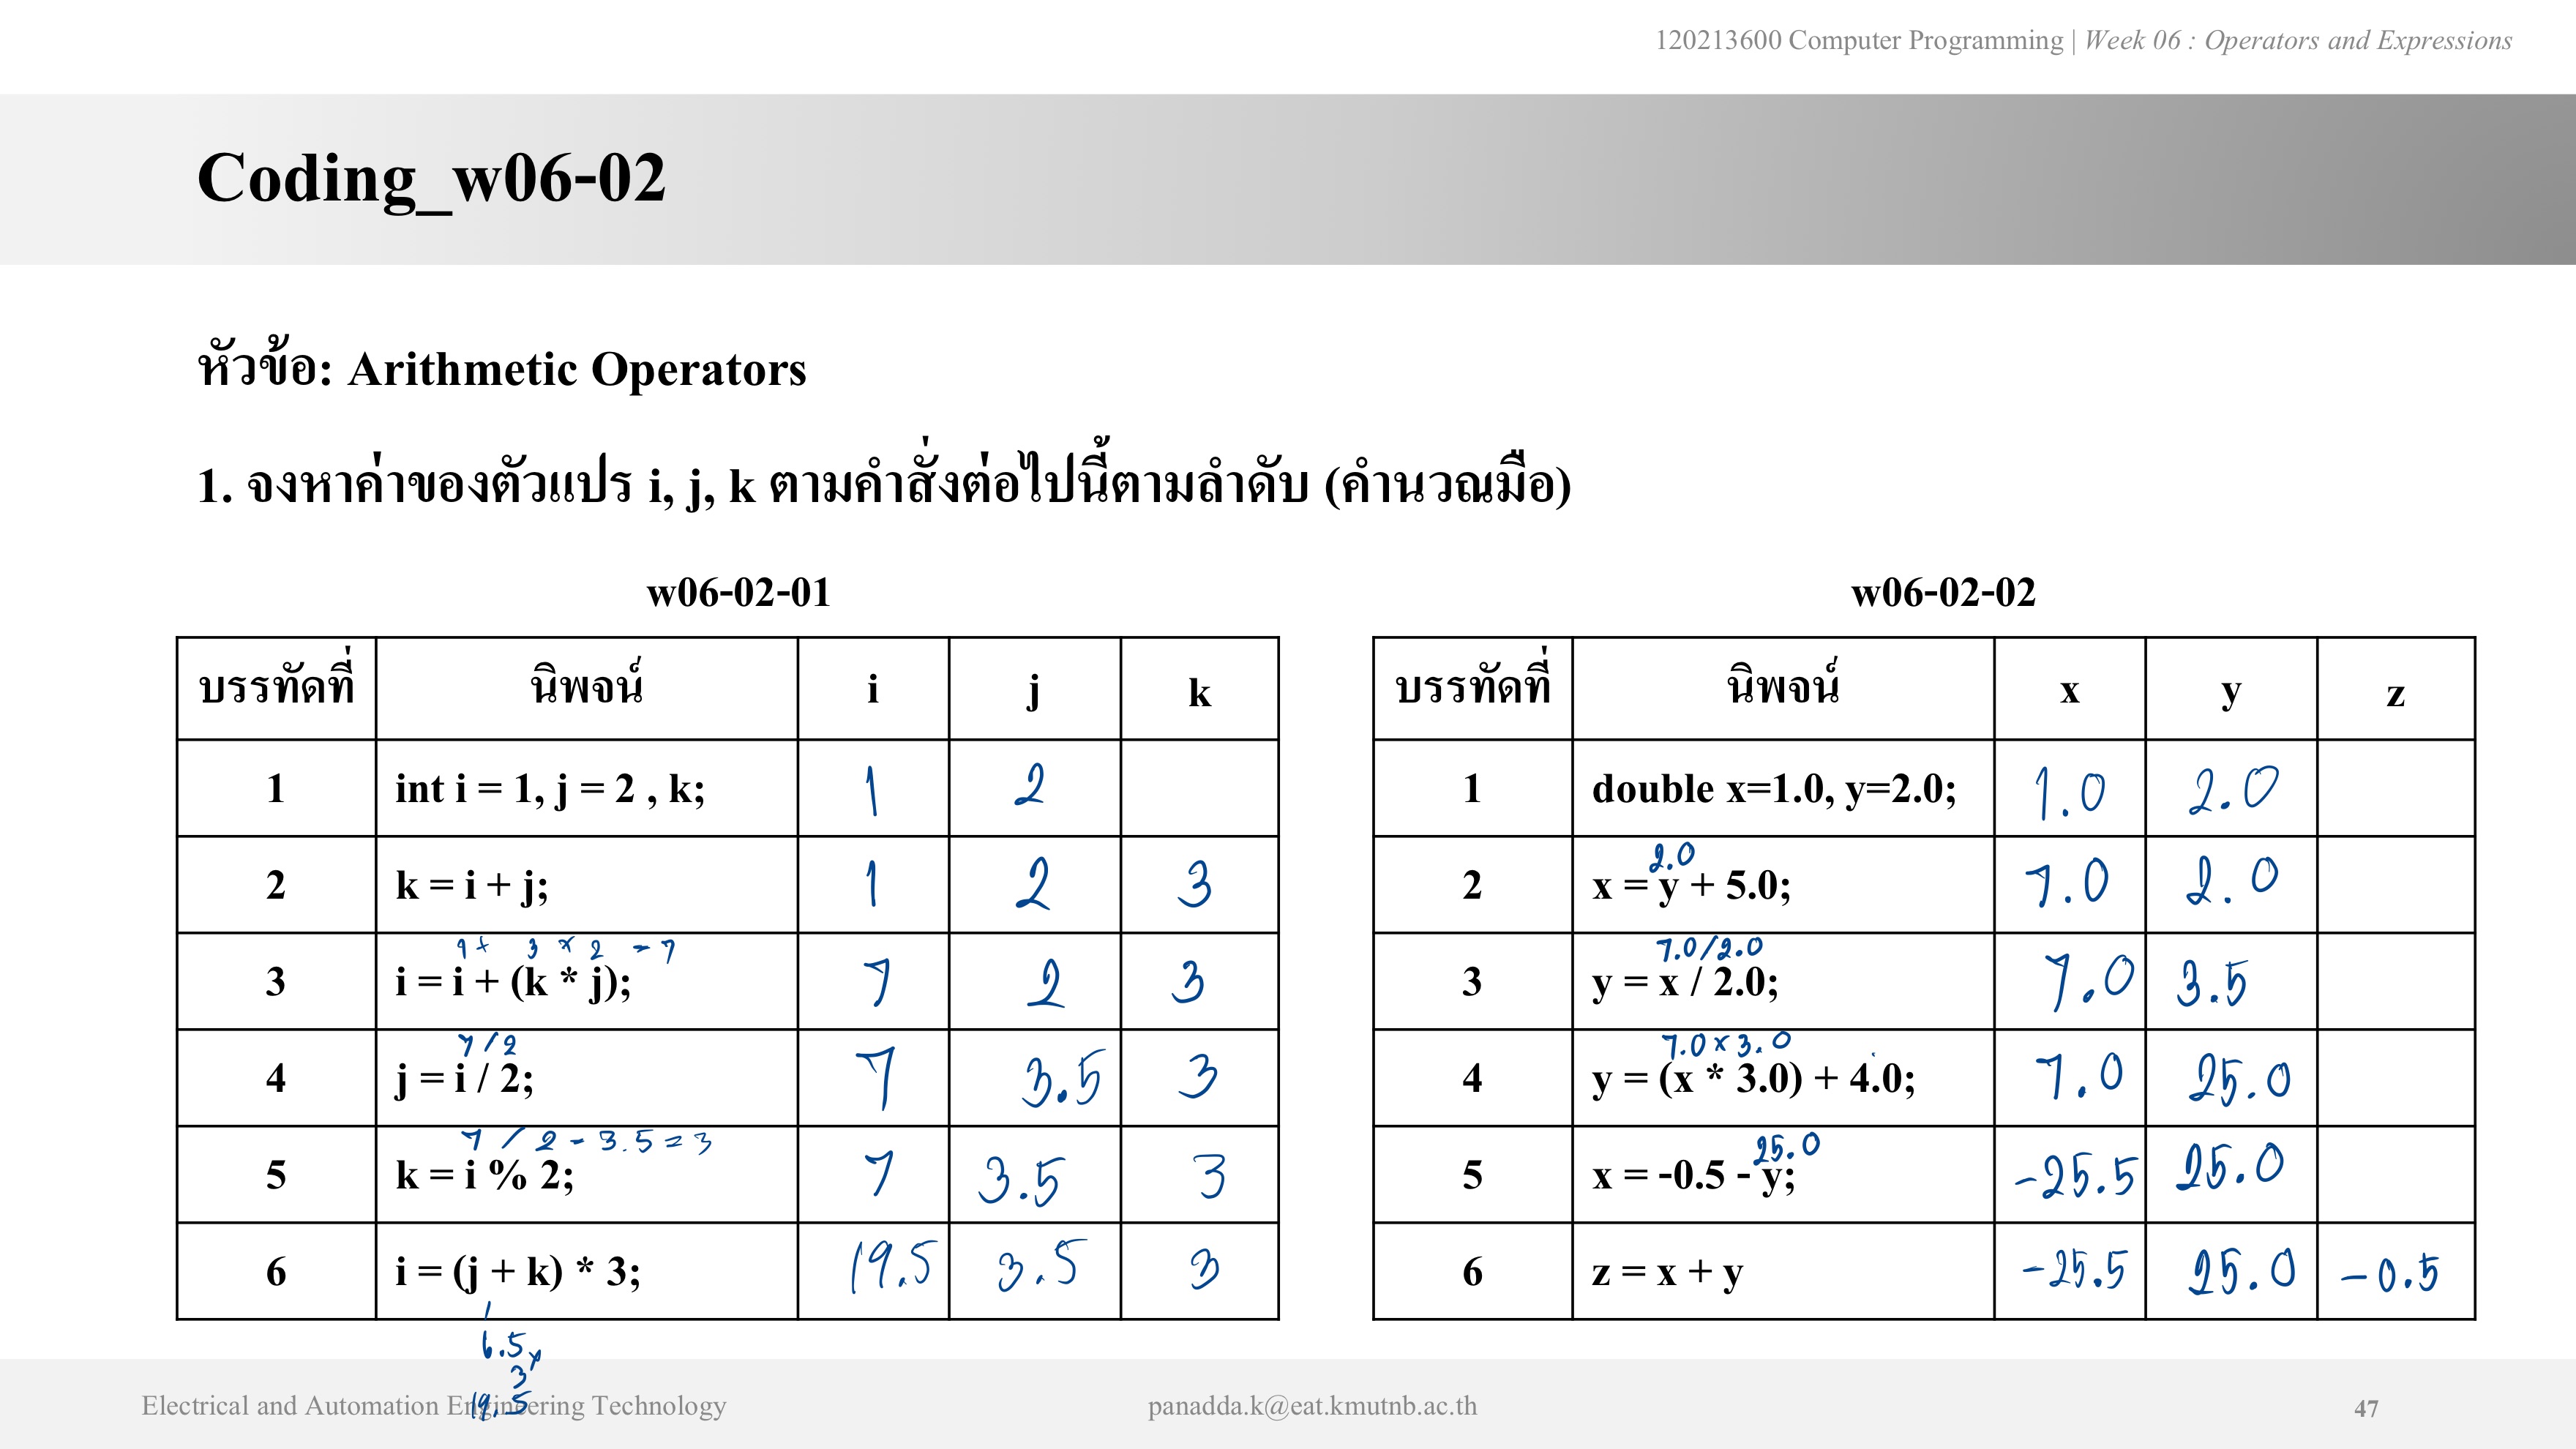 120213600 Computer Programming | Week 06 : Operators and Expressions
Coding_w06-02
หัวข้อ: Arithmetic Operators
1. จงหาค่าของตัวแปร i, j, k ตามคำสั่งต่อไปนี้ตามลำดับ (คำนวณมือ)
w06-02-01
บรรทัดที่ นิพจน์ i j k
1 int i = 1, j = 2 , k; 1 2
2 k = i + j; 1 2 3
1 + 3 x 2 = 7
3 i = i + (k * j); 7 2 3
7 / 2
4 j = i / 2; 7 3.5 3
7 / 2 = 3.5 = 3
5 k = i % 2; 7 3.5 3
6 i = (j + k) * 3; 19.5 3.5 3
6.5 x
3
19.5
w06-02-02
บรรทัดที่ นิพจน์ x y z
1 double x=1.0, y=2.0; 1.0 2.0
2.0
2 x = y + 5.0; 7.0 2.0
7.0/2.0
3 y = x / 2.0; 7.0 3.5
7.0 x 3.0
4 y = (x * 3.0) + 4.0; 7.0 25.0
25.0
5 x = -0.5 - y; -25.5 25.0
6 z = x + y -25.5 25.0 -0.5
Electrical and Automation Engineering Technology
panadda.k@eat.kmutnb.ac.th
47